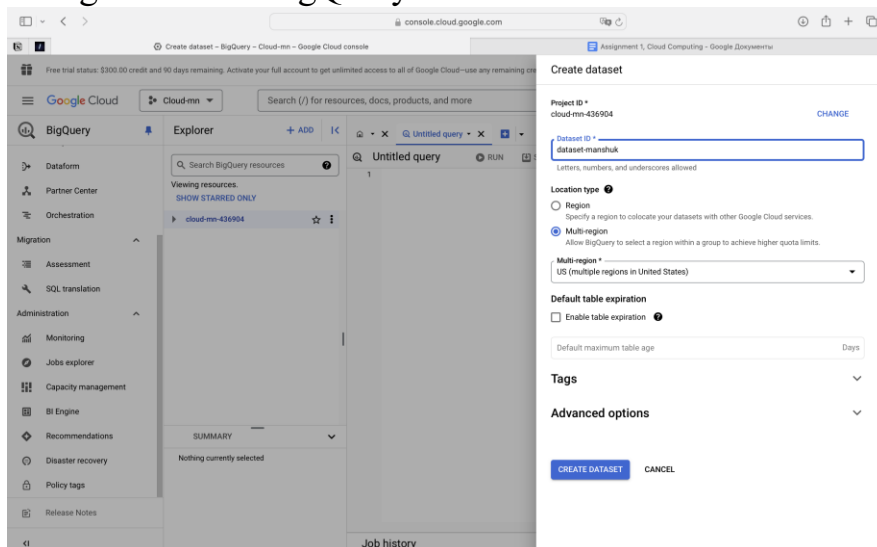 console.cloud.google.com
Create dataset – BigQuery – Cloud-mn – Google Cloud console
Assignment 1, Cloud Computing - Google Документы
Free trial status: $300.00 credit and 90 days remaining. Activate your full account to get unlimited access to all of Google Cloud—use any remaining cre
Google Cloud
Cloud-mn
Search (/) for resources, docs, products, and more
BigQuery
Dataform
Partner Center
Orchestration
Migration
Assessment
SQL translation
Administration
Monitoring
Jobs explorer
Capacity management
BI Engine
Recommendations
Disaster recovery
Policy tags
Release Notes
Explorer
+ ADD
Search BigQuery resources
Viewing resources.
SHOW STARRED ONLY
cloud-mn-436904
SUMMARY
Nothing currently selected
Untitled query
Untitled query
RUN
1
Job history
Create dataset
Project ID *
cloud-mn-436904
CHANGE
Dataset ID *
dataset-manshuk
Letters, numbers, and underscores allowed
Location type
Region
Specify a region to colocate your datasets with other Google Cloud services.
Multi-region
Allow BigQuery to select a region within a group to achieve higher quota limits.
Multi-region *
US (multiple regions in United States)
Default table expiration
Enable table expiration
Default maximum table age
Days
Tags
Advanced options
CREATE DATASET
CANCEL